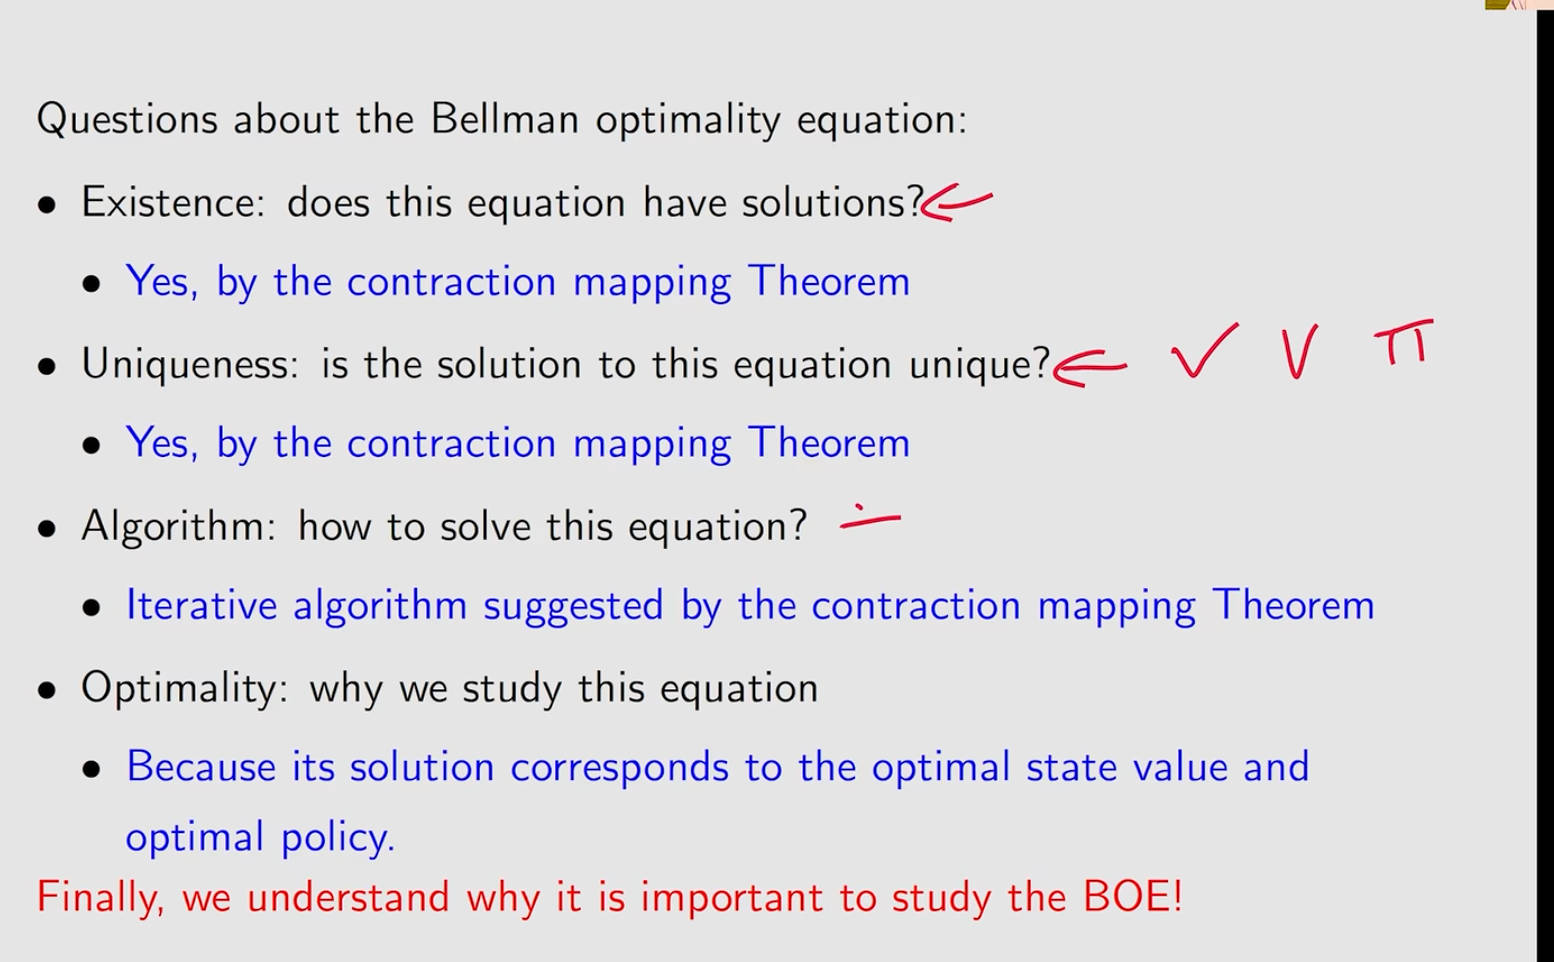 Questions about the Bellman optimality equation:
• Existence: does this equation have solutions?
• Yes, by the contraction mapping Theorem
• Uniqueness: is the solution to this equation unique? ✓ V π
• Yes, by the contraction mapping Theorem
• Algorithm: how to solve this equation?
• Iterative algorithm suggested by the contraction mapping Theorem
• Optimality: why we study this equation
• Because its solution corresponds to the optimal state value and
optimal policy.
Finally, we understand why it is important to study the BOE!